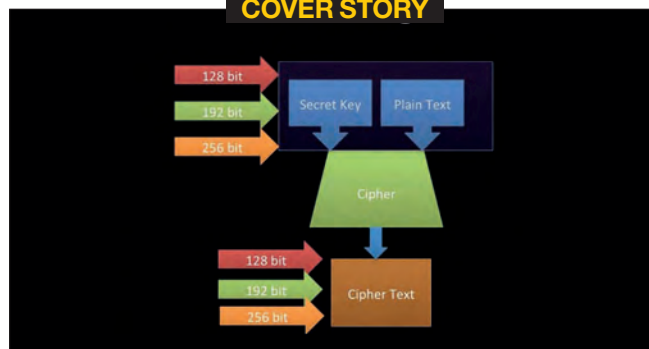 COVER STORY
128 bit
192 bit
256 bit
Secret Key
Plain Text
Cipher
128 bit
192 bit
256 bit
Cipher Text